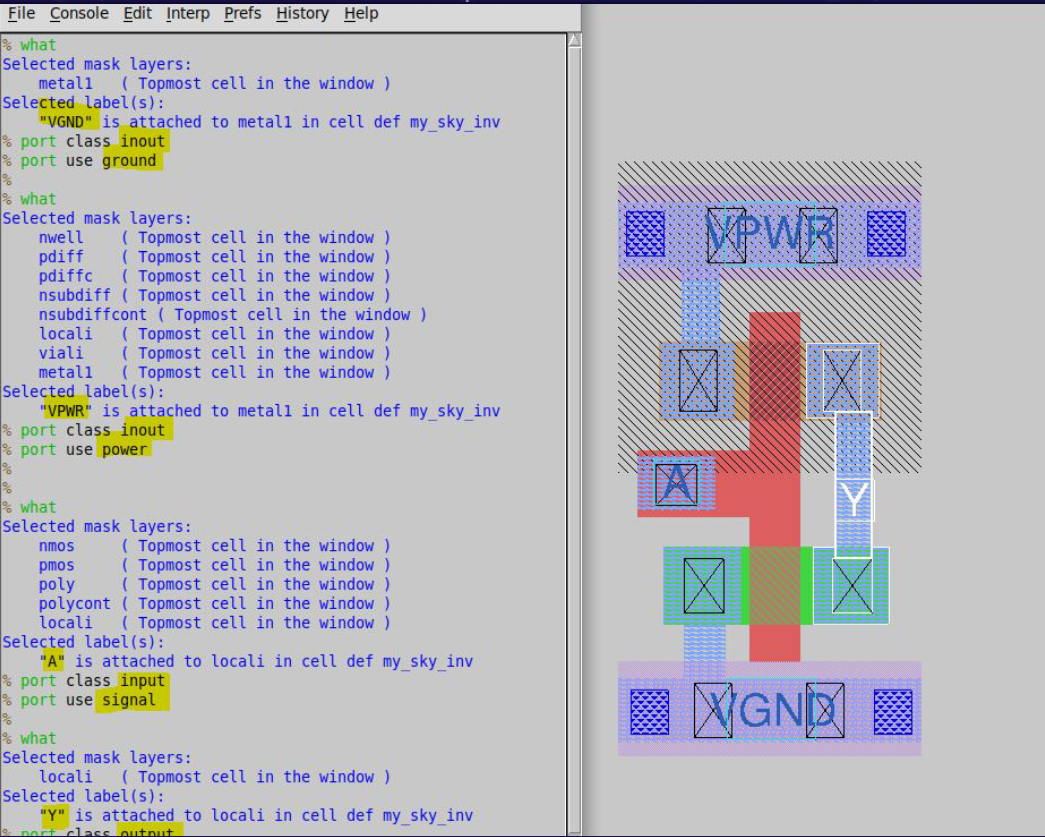 File Console Edit Interp Prefs History Help
% what
Selected mask layers:
    metal1   ( Topmost cell in the window )
Selected label(s):
    "VGND" is attached to metal1 in cell def my_sky_inv
% port class inout
% port use ground
%
% what
Selected mask layers:
    nwell    ( Topmost cell in the window )
    pdiff    ( Topmost cell in the window )
    pdiffc   ( Topmost cell in the window )
    nsubdiff ( Topmost cell in the window )
    nsubdiffcont ( Topmost cell in the window )
    locali   ( Topmost cell in the window )
    viali    ( Topmost cell in the window )
    metal1   ( Topmost cell in the window )
Selected label(s):
    "VPWR" is attached to metal1 in cell def my_sky_inv
% port class inout
% port use power
%
%
% what
Selected mask layers:
    nmos     ( Topmost cell in the window )
    pmos     ( Topmost cell in the window )
    poly     ( Topmost cell in the window )
    polycont ( Topmost cell in the window )
    locali   ( Topmost cell in the window )
Selected label(s):
    "A" is attached to locali in cell def my_sky_inv
% port class input
% port use signal
%
% what
Selected mask layers:
    locali   ( Topmost cell in the window )
Selected label(s):
    "Y" is attached to locali in cell def my_sky_inv
% port class output
VPWR
A
Y
VGND